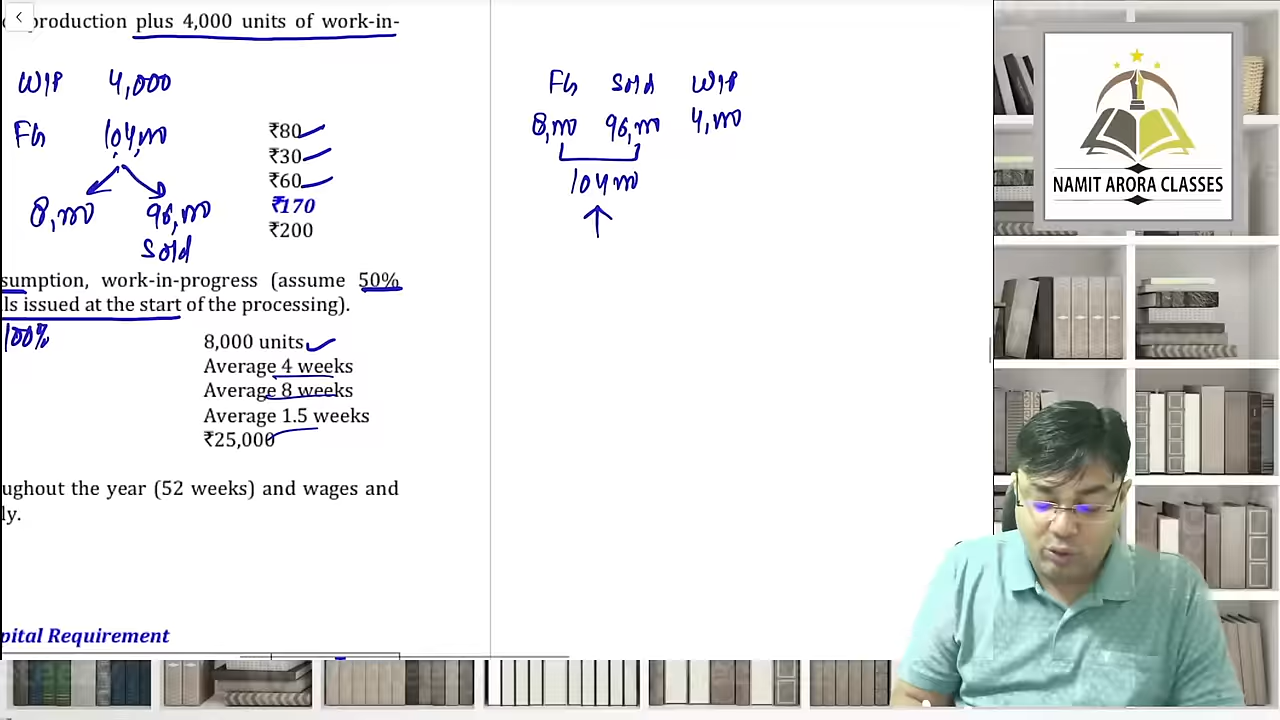 production plus 4,000 units of work-in-
WIP 4,000
FG 104,000
8,000 96,000
Sold
₹80
₹30
₹60
₹170
₹200
sumption, work-in-progress (assume 50%
ls issued at the start of the processing).
100%
8,000 units
Average 4 weeks
Average 8 weeks
Average 1.5 weeks
₹25,000
ughout the year (52 weeks) and wages and
ly.
pital Requirement
FG Sold WIP
8,000 96,000 4,000
104000
NAMIT ARORA CLASSES